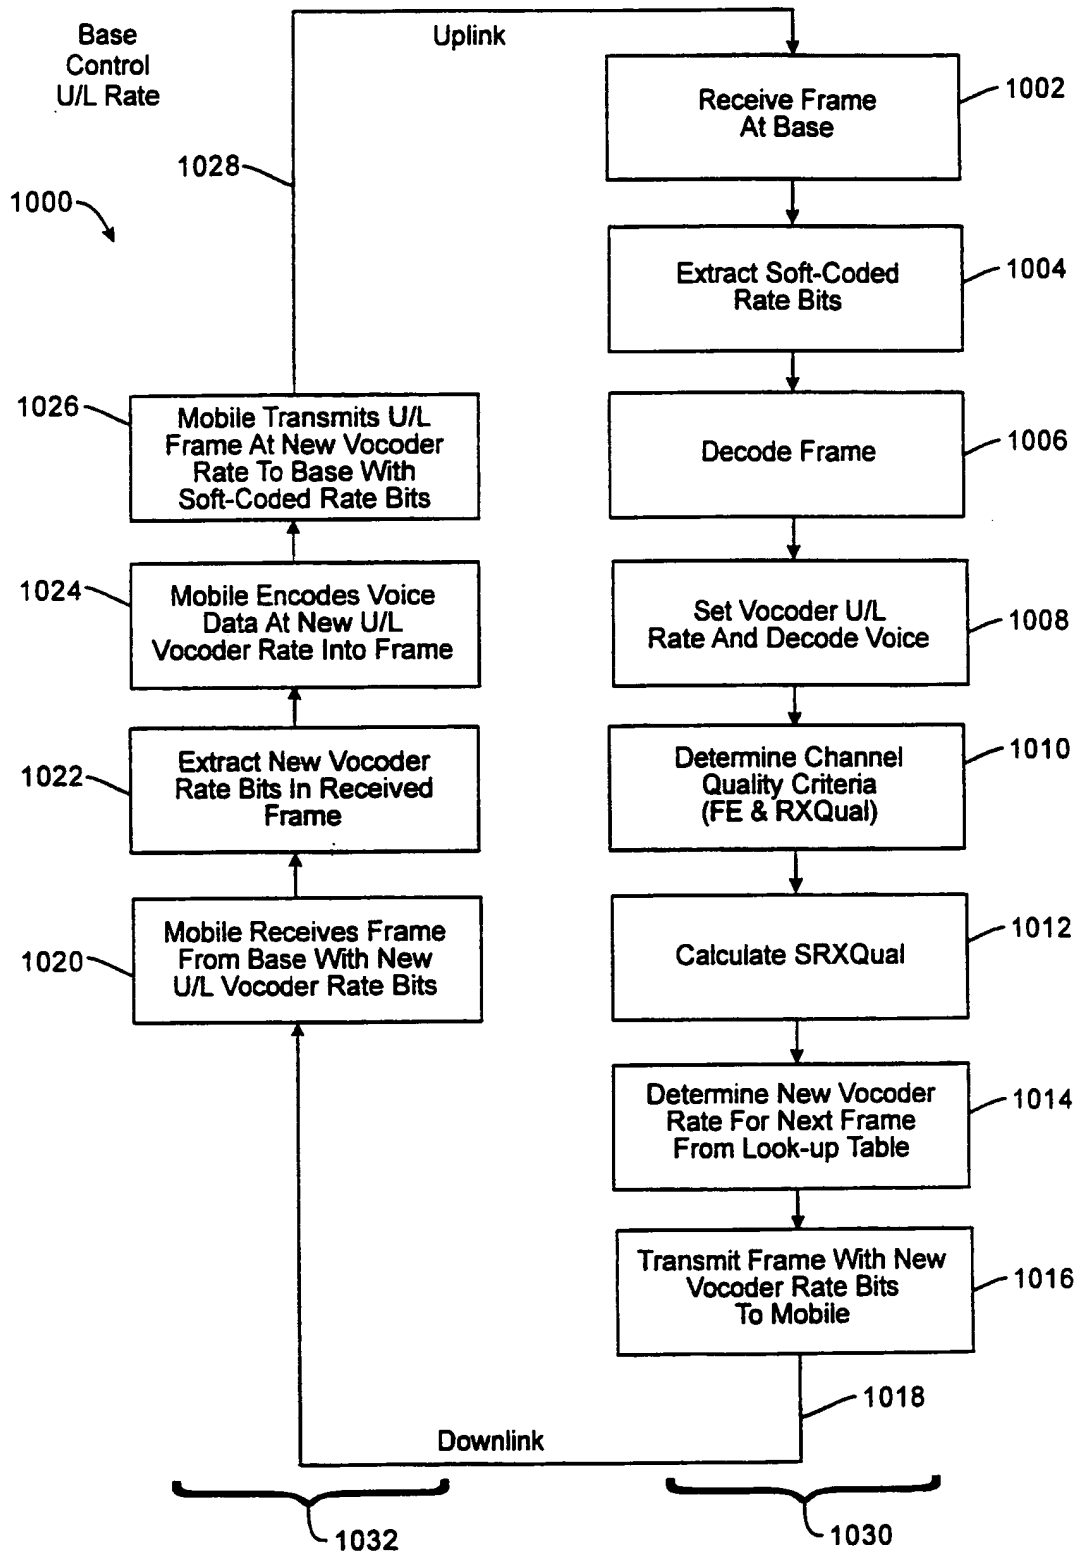 Base
Control
U/L Rate
Uplink
1028
1000
Receive Frame
At Base
1002
Extract Soft-Coded
Rate Bits
1004
Decode Frame
1006
Set Vocoder U/L
Rate And Decode Voice
1008
Determine Channel
Quality Criteria
(FE & RXQual)
1010
Calculate SRXQual
1012
Determine New Vocoder
Rate For Next Frame
From Look-up Table
1014
Transmit Frame With New
Vocoder Rate Bits
To Mobile
1016
1018
Downlink
1020
Mobile Receives Frame
From Base With New
U/L Vocoder Rate Bits
1022
Extract New Vocoder
Rate Bits In Received
Frame
1024
Mobile Encodes Voice
Data At New U/L
Vocoder Rate Into Frame
1026
Mobile Transmits U/L
Frame At New Vocoder
Rate To Base With
Soft-Coded Rate Bits
1032
1030